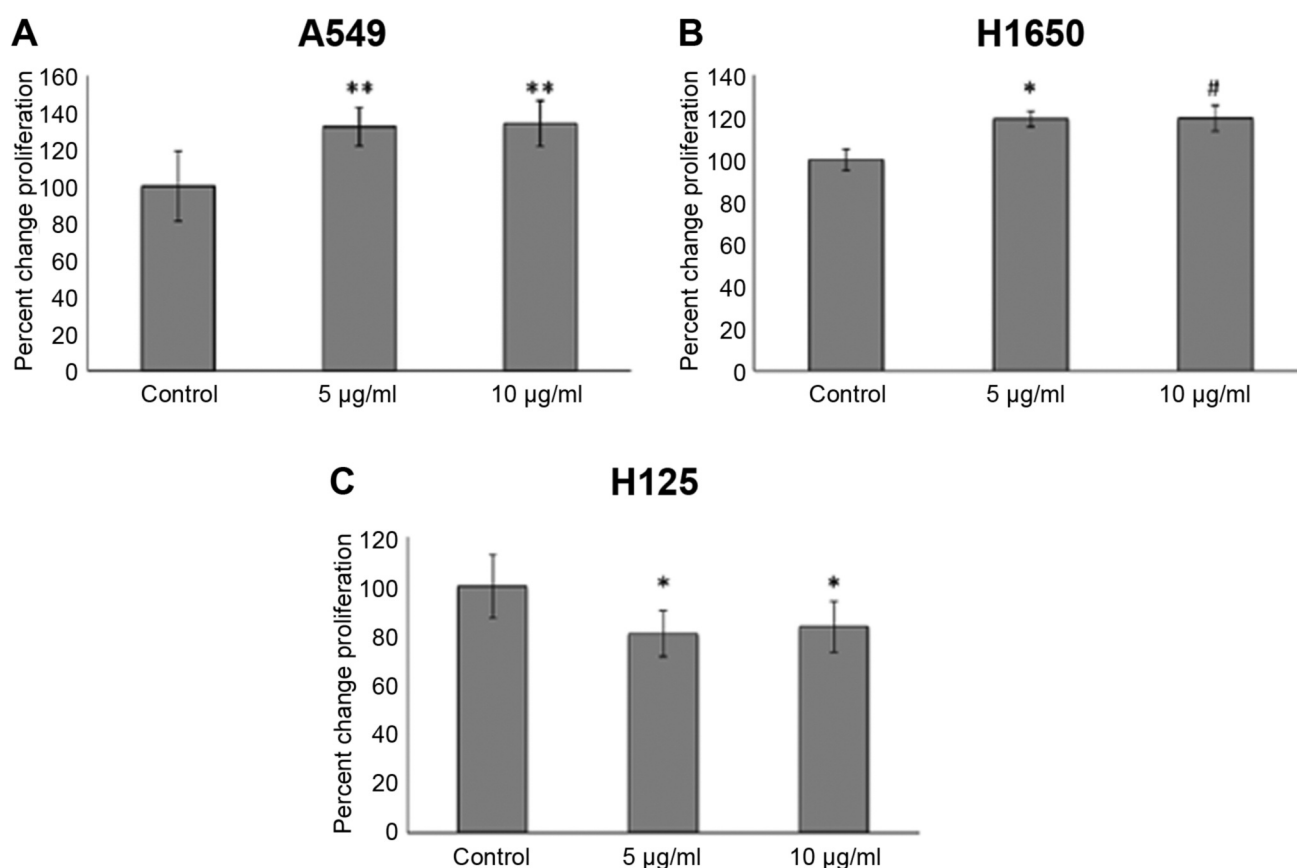 A
A549
Percent change proliferation
160
140
120
100
80
60
40
20
0
**
**
Control
5 µg/ml
10 µg/ml
B
H1650
Percent change proliferation
140
120
100
80
60
40
20
0
*
#
Control
5 µg/ml
10 µg/ml
C
H125
Percent change proliferation
120
100
80
60
40
20
0
*
*
Control
5 µg/ml
10 µg/ml